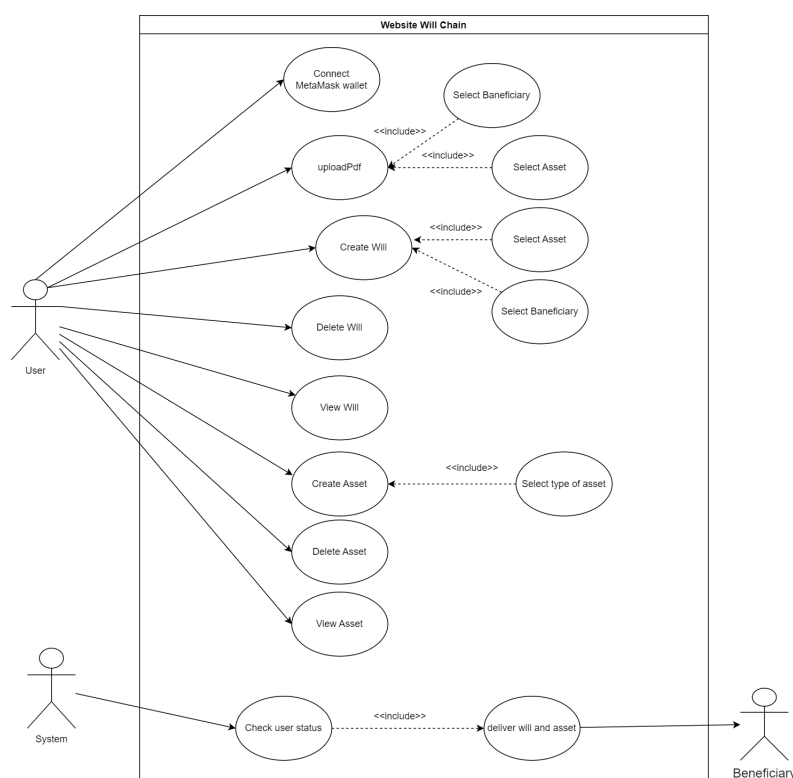 Website Will Chain
Connect
MetaMask wallet
Select Baneficiary
<<include>>
uploadPdf
<<include>>
Select Asset
Create Will
<<include>>
Select Asset
<<include>>
Select Baneficiary
User
Delete Will
View Will
Create Asset
<<include>>
Select type of asset
Delete Asset
View Asset
System
Check user status
<<include>>
deliver will and asset
Beneficiary